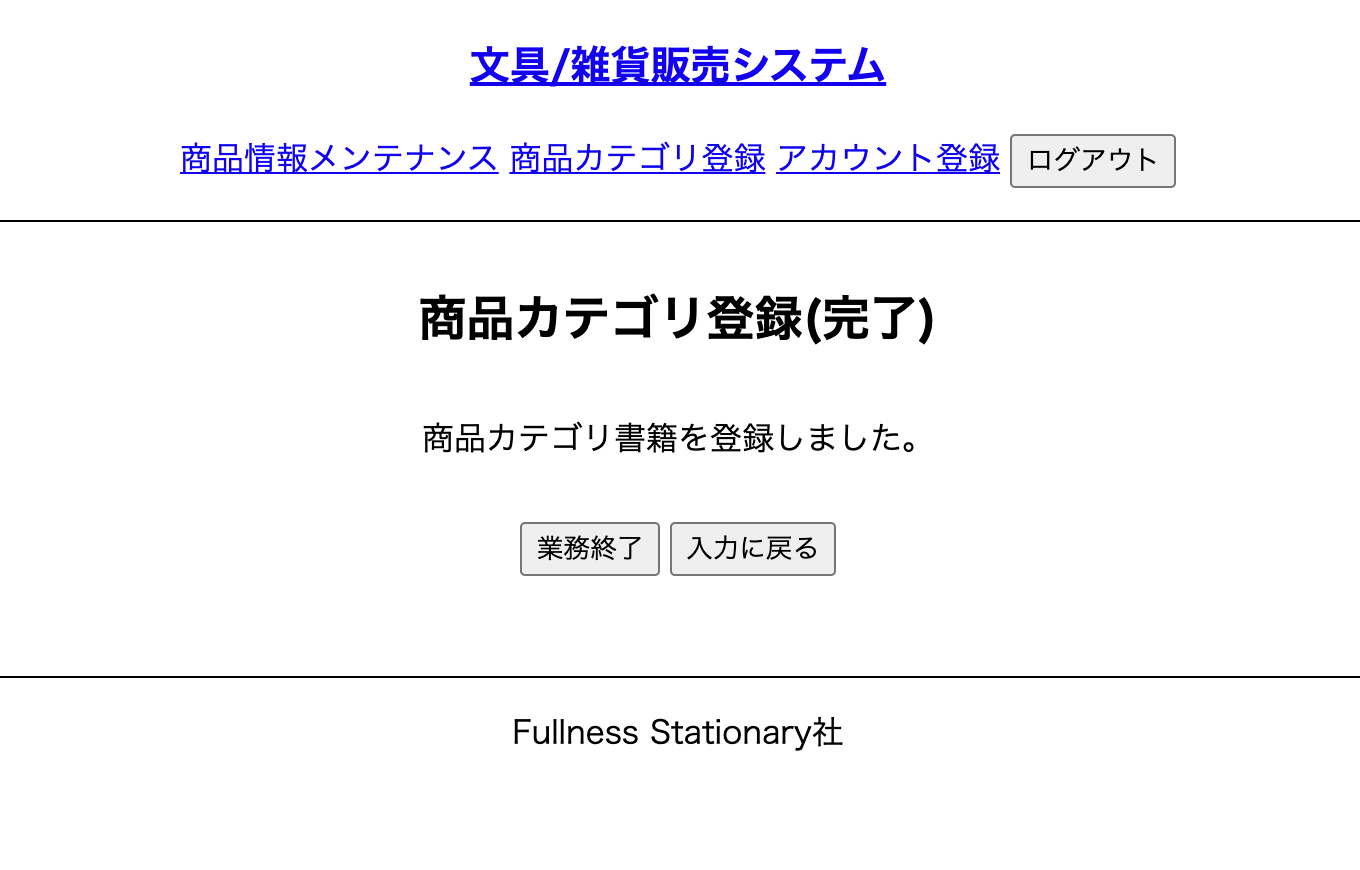 文具/雑貨販売システム
商品情報メンテナンス 商品カテゴリ登録 アカウント登録 ログアウト
商品カテゴリ登録(完了)
商品カテゴリ書籍を登録しました。
業務終了 入力に戻る
Fullness Stationary社